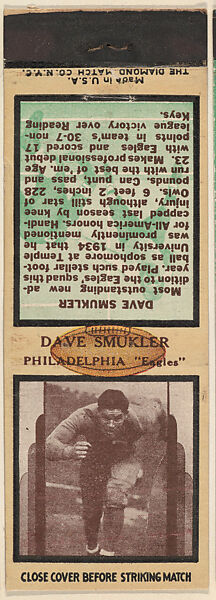 Made in U.S.A.
THE DIAMOND MATCH CO. N.Y.C.
DAVE SMUKLER
Most outstanding new ad-
dition to the Eagles, squad this
year. Played such stellar foot-
ball as sophomore at Temple
University in 1934 that he
was prominently mentioned
for All-America honors. Handi-
capped last season by knee
injury, although still star of
Owls. 6 feet 2 inches, 228
pounds. Can punt, pass and
run with the best of 'em. Age
23. Makes professional debut
with Eagles and scored 17
points in team's 30-7 non-
league victory over Reading
Keys.
DAVE SMUKLER
PHILADELPHIA "Eagles"
CLOSE COVER BEFORE STRIKING MATCH